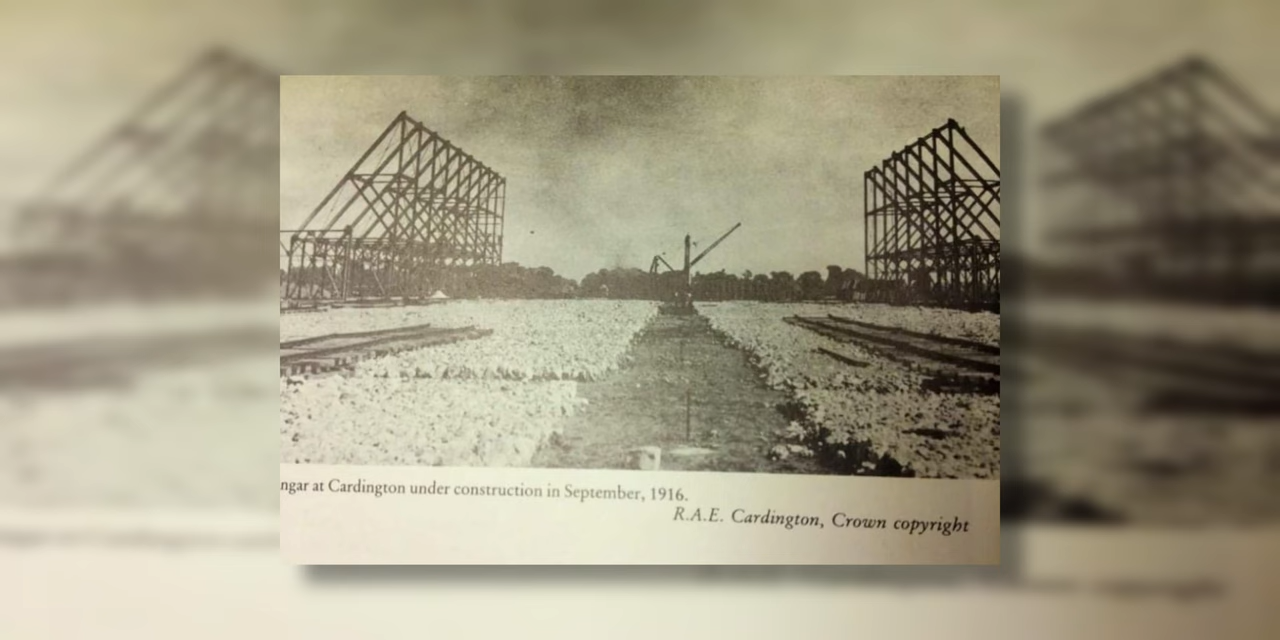 ngar at Cardington under construction in September, 1916.
R.A.E. Cardington, Crown copyright